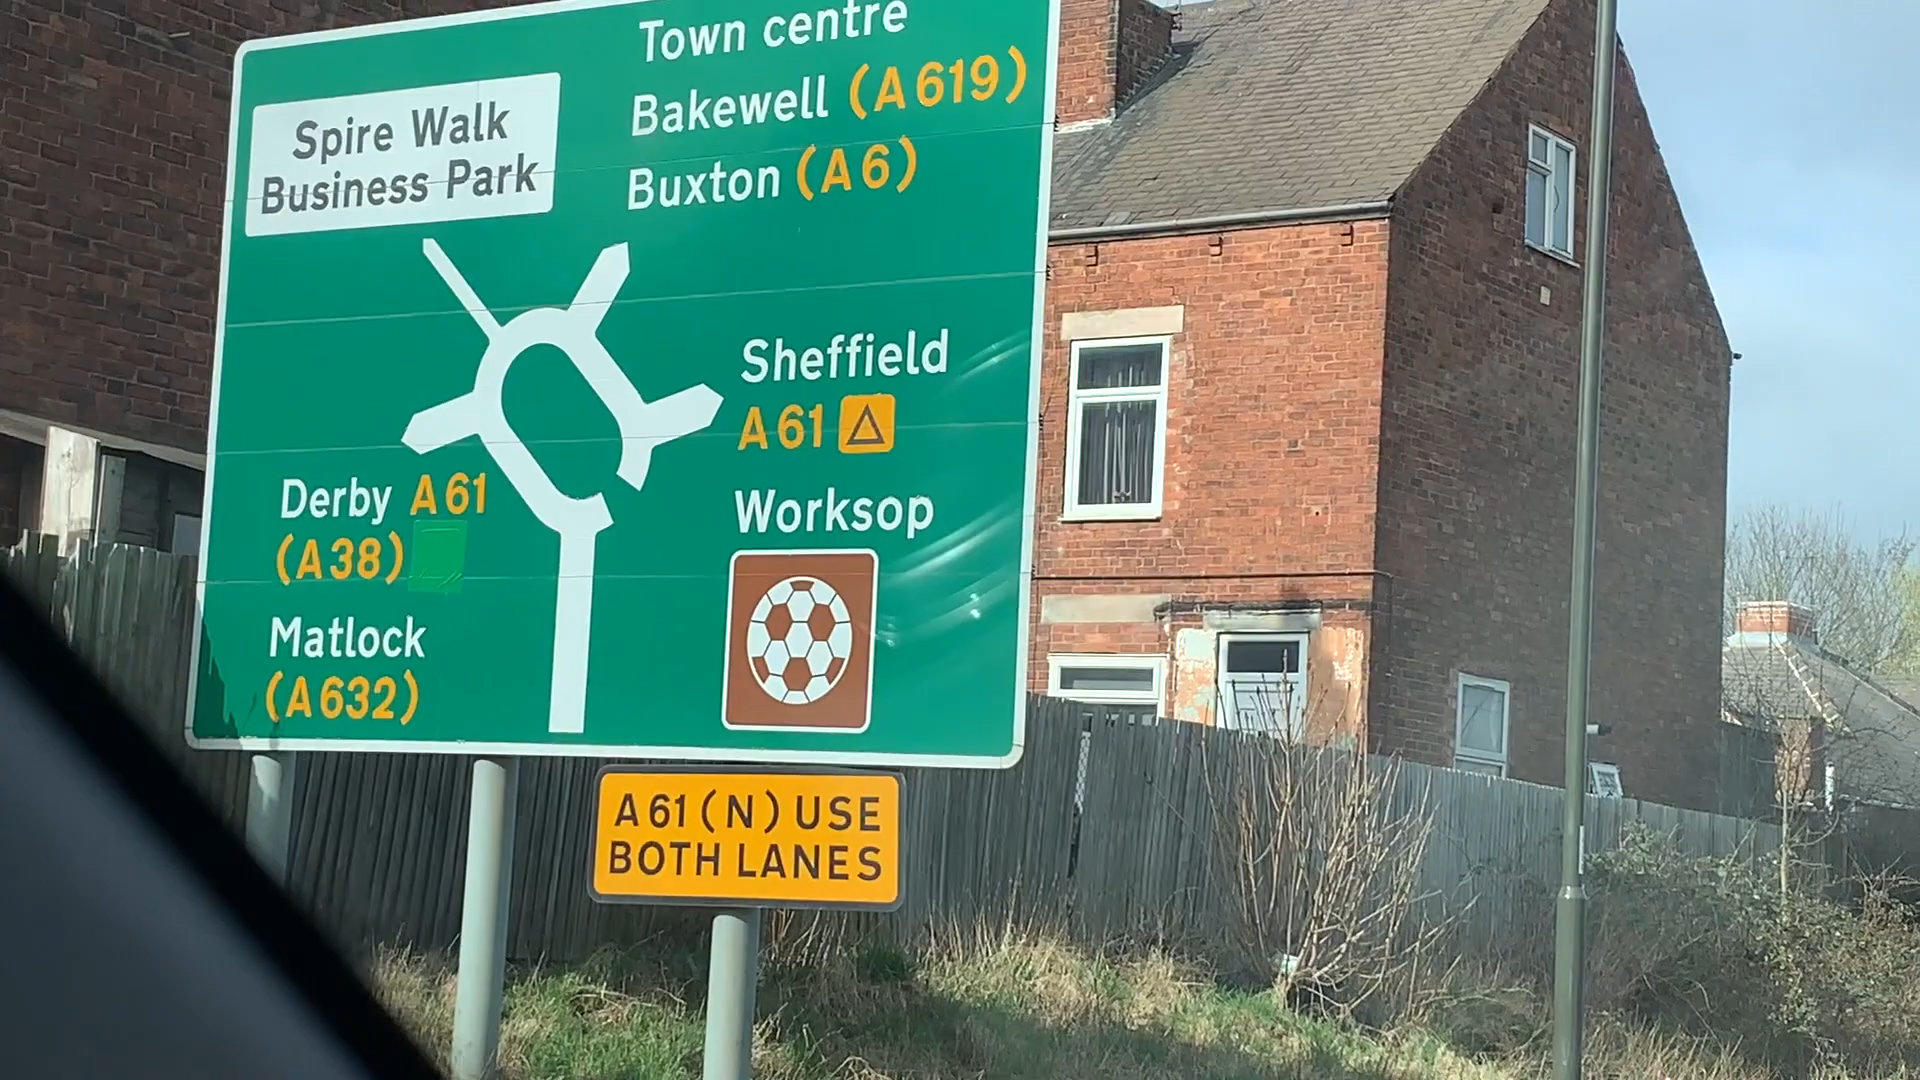 Town centre
Bakewell (A619)
Buxton (A6)
Spire Walk
Business Park
Sheffield
A61
Worksop
Derby A61
(A38)
Matlock
(A632)
A61 (N) USE
BOTH LANES